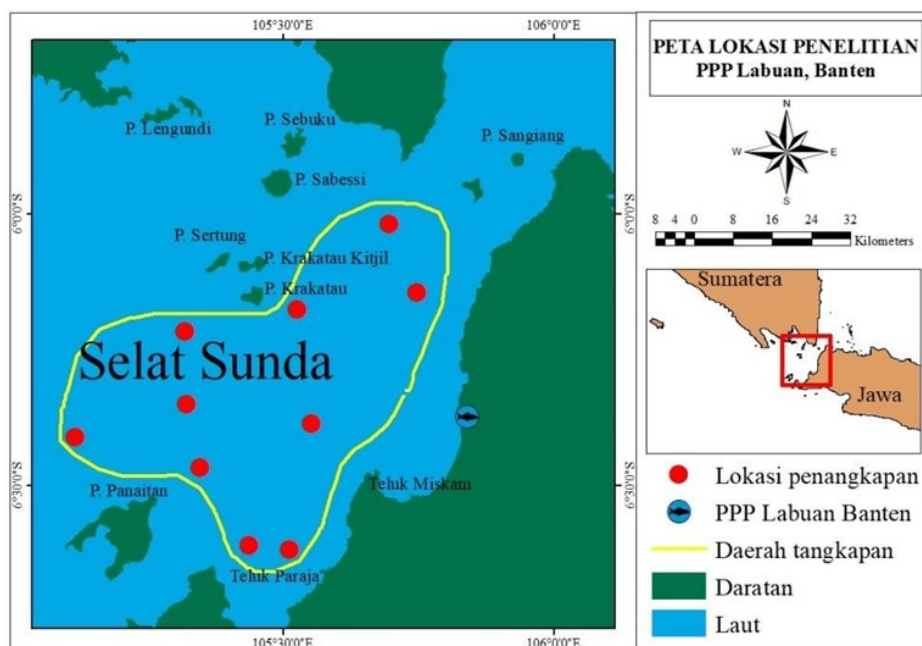 105°30'0"E
106°0'0"E
P. Lengundi
P. Sebuku
P. Sangiang
P. Sabessi
6°0'0"S
6°0'0"S
P. Sertung
P. Krakatau Kitjil
P. Krakatau
Selat Sunda
Teluk Miskam
6°30'0"S
6°30'0"S
P. Panaitan
Teluk Paraja
105°30'0"E
106°0'0"E
PETA LOKASI PENELITIAN
PPP Labuan, Banten
N
W
E
S
8 4 0 8 16 24 32
Kilometers
Sumatera
Jawa
Lokasi penangkapan
PPP Labuan Banten
Daerah tangkapan
Daratan
Laut